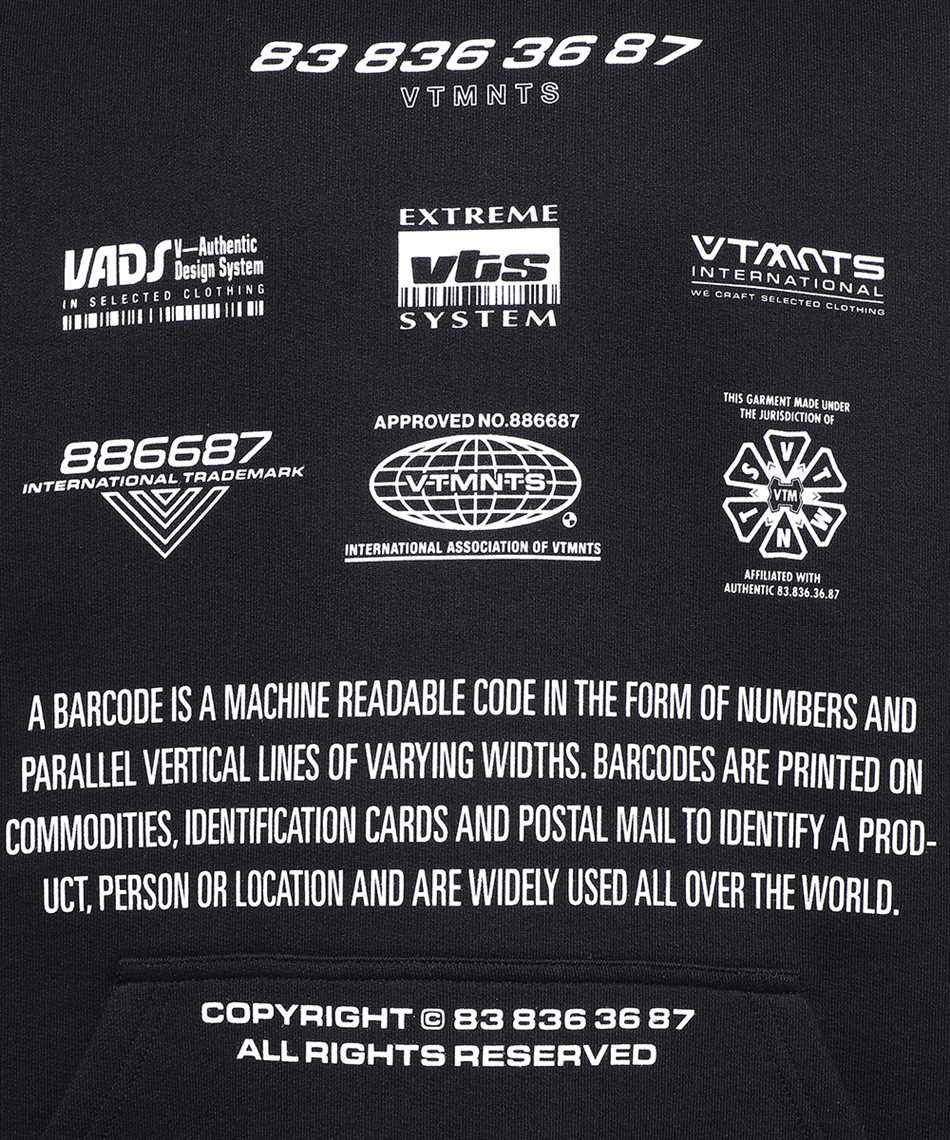 83 836 36 87
VTMNTS
VADS V—Authentic
Design System
IN SELECTED CLOTHING
EXTREME
vts
SYSTEM
VTMNTS
INTERNATIONAL
WE CRAFT SELECTED CLOTHING
886687
INTERNATIONAL TRADEMARK
APPROVED NO.886687
V-T-M-N-T-S
INTERNATIONAL ASSOCIATION OF VTMNTS
THIS GARMENT MADE UNDER
THE JURISDICTION OF
V T M N T S
VTM
AFFILIATED WITH
AUTHENTIC 83.836.36.87
A BARCODE IS A MACHINE READABLE CODE IN THE FORM OF NUMBERS AND
PARALLEL VERTICAL LINES OF VARYING WIDTHS. BARCODES ARE PRINTED ON
COMMODITIES, IDENTIFICATION CARDS AND POSTAL MAIL TO IDENTIFY A PROD-
UCT, PERSON OR LOCATION AND ARE WIDELY USED ALL OVER THE WORLD.
COPYRIGHT © 83 836 36 87
ALL RIGHTS RESERVED